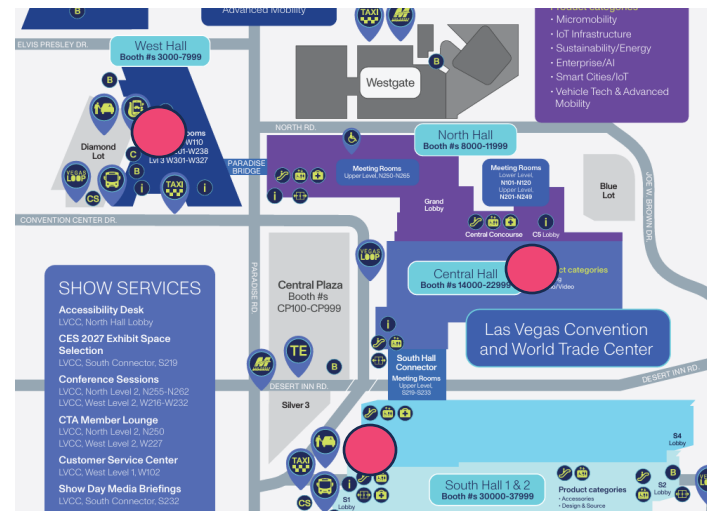 Advanced Mobility
B
TAXI
M
Product categories
• Micromobility
• IoT Infrastructure
• Sustainability/Energy
• Enterprise/AI
• Smart Cities/IoT
• Vehicle Tech & Advanced
Mobility
ELVIS PRESLEY DR.
West Hall
Booth #s 3000-7999
Westgate
B
B
Diamond
Lot
W110
W238
Lvl 3 W301-W327
C
B
i
i
VEGAS
LOOP
CS
TAXI
NORTH RD.
North Hall
Booth #s 8000-11999
PARADISE
BRIDGE
Meeting Rooms
Upper Level, N250-N265
Meeting Rooms
Lower Level,
N101-N120
Upper Level,
N201-N249
Grand
Lobby
i
i
Central Concourse
C5 Lobby
Blue
Lot
JOE W. BROWN DR.
CONVENTION CENTER DR.
PARADISE RD.
VEGAS
LOOP
Central Plaza
Booth #s
CP100-CP999
Central Hall
Booth #s 14000-22999
ct categories
Video
SHOW SERVICES
Accessibility Desk
LVCC, North Hall Lobby
CES 2027 Exhibit Space
Selection
LVCC, South Connector, S219
Conference Sessions
LVCC, North Level 2, N255-N262
LVCC, West Level 2, W216-W232
CTA Member Lounge
LVCC, North Level 2, N250
LVCC, West Level 2, W227
Customer Service Center
LVCC, West Level 1, W102
Show Day Media Briefings
LVCC, South Connector, S232
i
Las Vegas Convention
and World Trade Center
TE
M
B
South Hall
Connector
Meeting Rooms
Upper Level,
S219-S233
DESERT INN RD.
DESERT INN RD.
Silver 3
TAXI
CS
i
S1
Lobby
South Hall 1 & 2
Booth #s 30000-37999
Product categories
• Accessories
• Design & Source
S4
Lobby
S2
Lobby
B